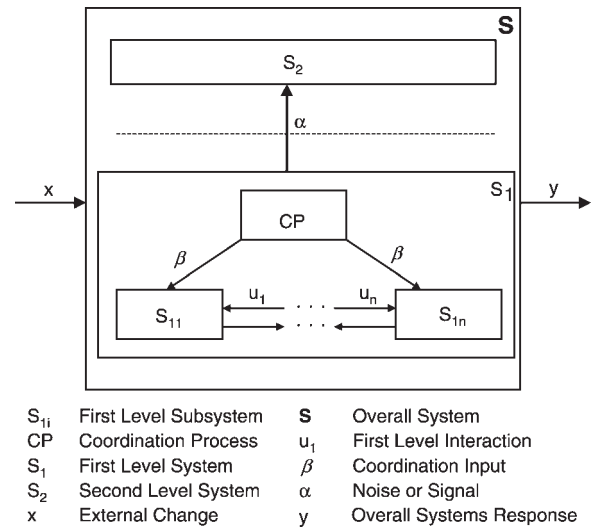 S
S₂
α
x
S₁
y
CP
β
β
u₁ . . . uₙ
S₁₁
. . .
S₁ₙ
S₁ᵢ First Level Subsystem S Overall System
CP Coordination Process u₁ First Level Interaction
S₁ First Level System β Coordination Input
S₂ Second Level System α Noise or Signal
x External Change y Overall Systems Response